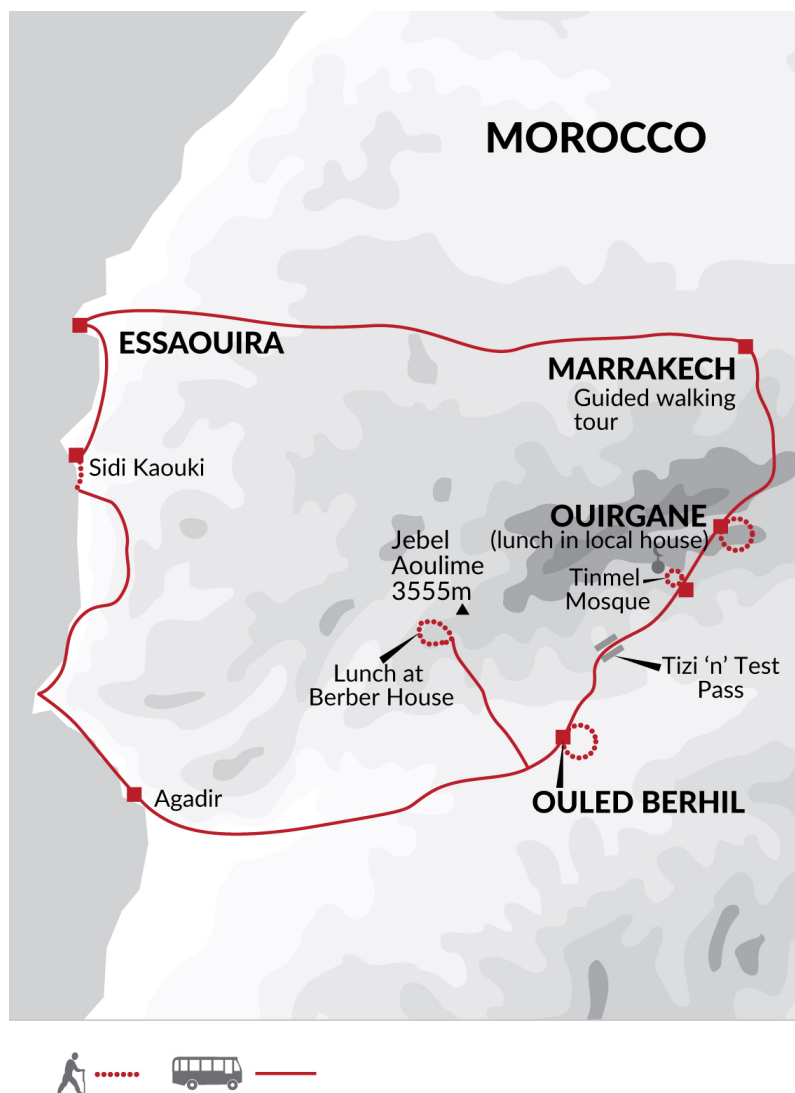 MOROCCO
ESSAOUIRA
MARRAKECH
Guided walking
tour
Sidi Kaouki
OUIRGANE
(lunch in local house)
Jebel
Aoulime
3555m
Tinmel
Mosque
Lunch at
Berber House
Tizi ‘n’ Test
Pass
Agadir
OULED BERHIL